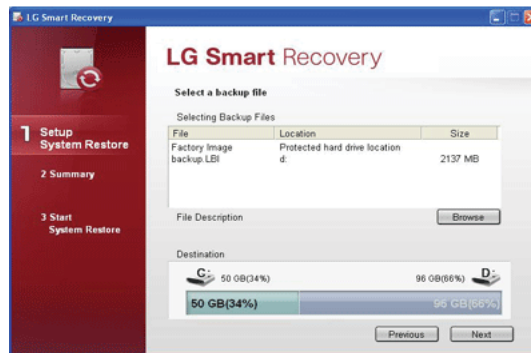 LG Smart Recovery
LG Smart Recovery
Select a backup file
1 Setup
System Restore
2 Summary
3 Start
System Restore
Selecting Backup Files
File Location Size
Factory Image Protected hard drive location
backup.LBI d: 2137 MB
File Description Browse
Destination
C: 50 GB(34%) 96 GB(66%) D:
50 GB(34%) 96 GB(66%)
Previous Next